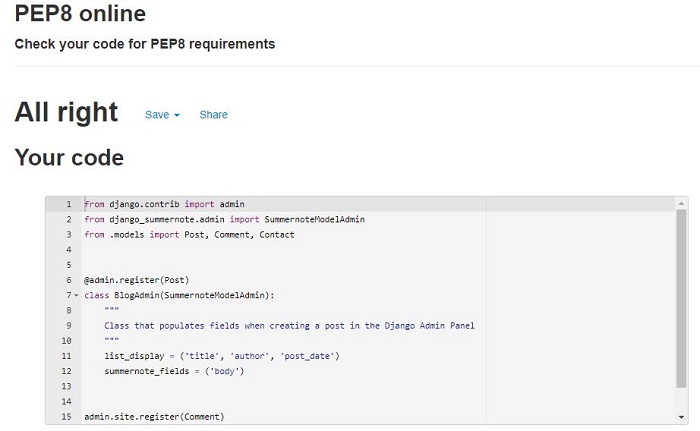 PEP8 online
Check your code for PEP8 requirements
All right Save Share
Your code
1 from django.contrib import admin
2 from django_summernote.admin import SummernoteModelAdmin
3 from .models import Post, Comment, Contact
4
5
6 @admin.register(Post)
7 class BlogAdmin(SummernoteModelAdmin):
8     """
9     Class that populates fields when creating a post in the Django Admin Panel
10     """
11     list_display = ('title', 'author', 'post_date')
12     summernote_fields = ('body')
13
14
15 admin.site.register(Comment)